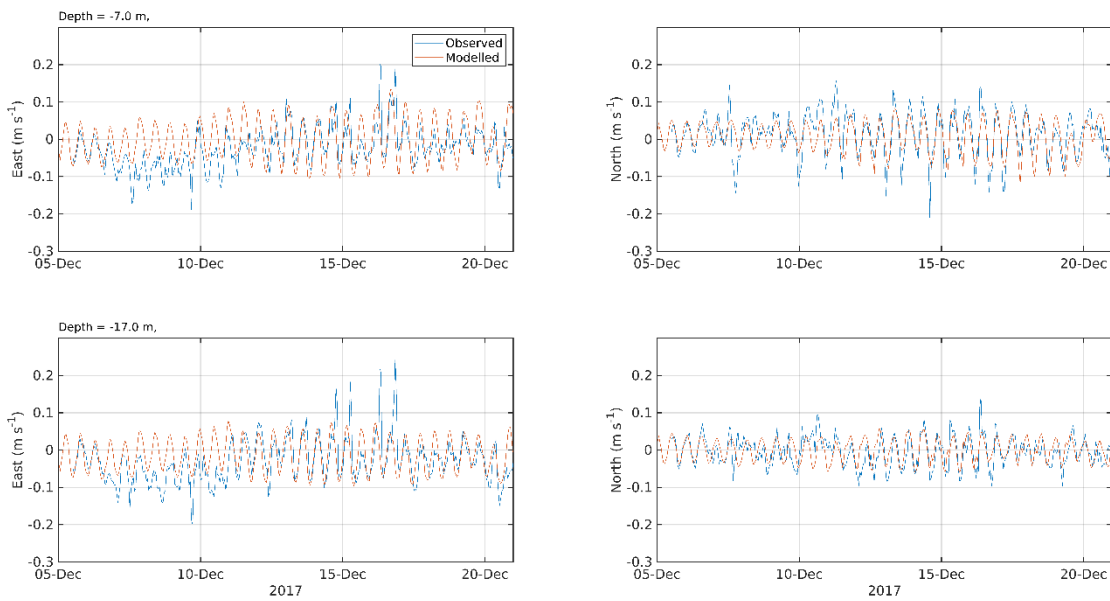 Depth = -7.0 m,
Observed
Modelled
0.2
0.1
0
-0.1
-0.2
-0.3
East (m s-1)
05-Dec
10-Dec
15-Dec
20-Dec
0.2
0.1
0
-0.1
-0.2
-0.3
North (m s-1)
05-Dec
10-Dec
15-Dec
20-Dec
Depth = -17.0 m,
0.2
0.1
0
-0.1
-0.2
-0.3
East (m s-1)
05-Dec
10-Dec
15-Dec
20-Dec
2017
0.2
0.1
0
-0.1
-0.2
-0.3
North (m s-1)
05-Dec
10-Dec
15-Dec
20-Dec
2017